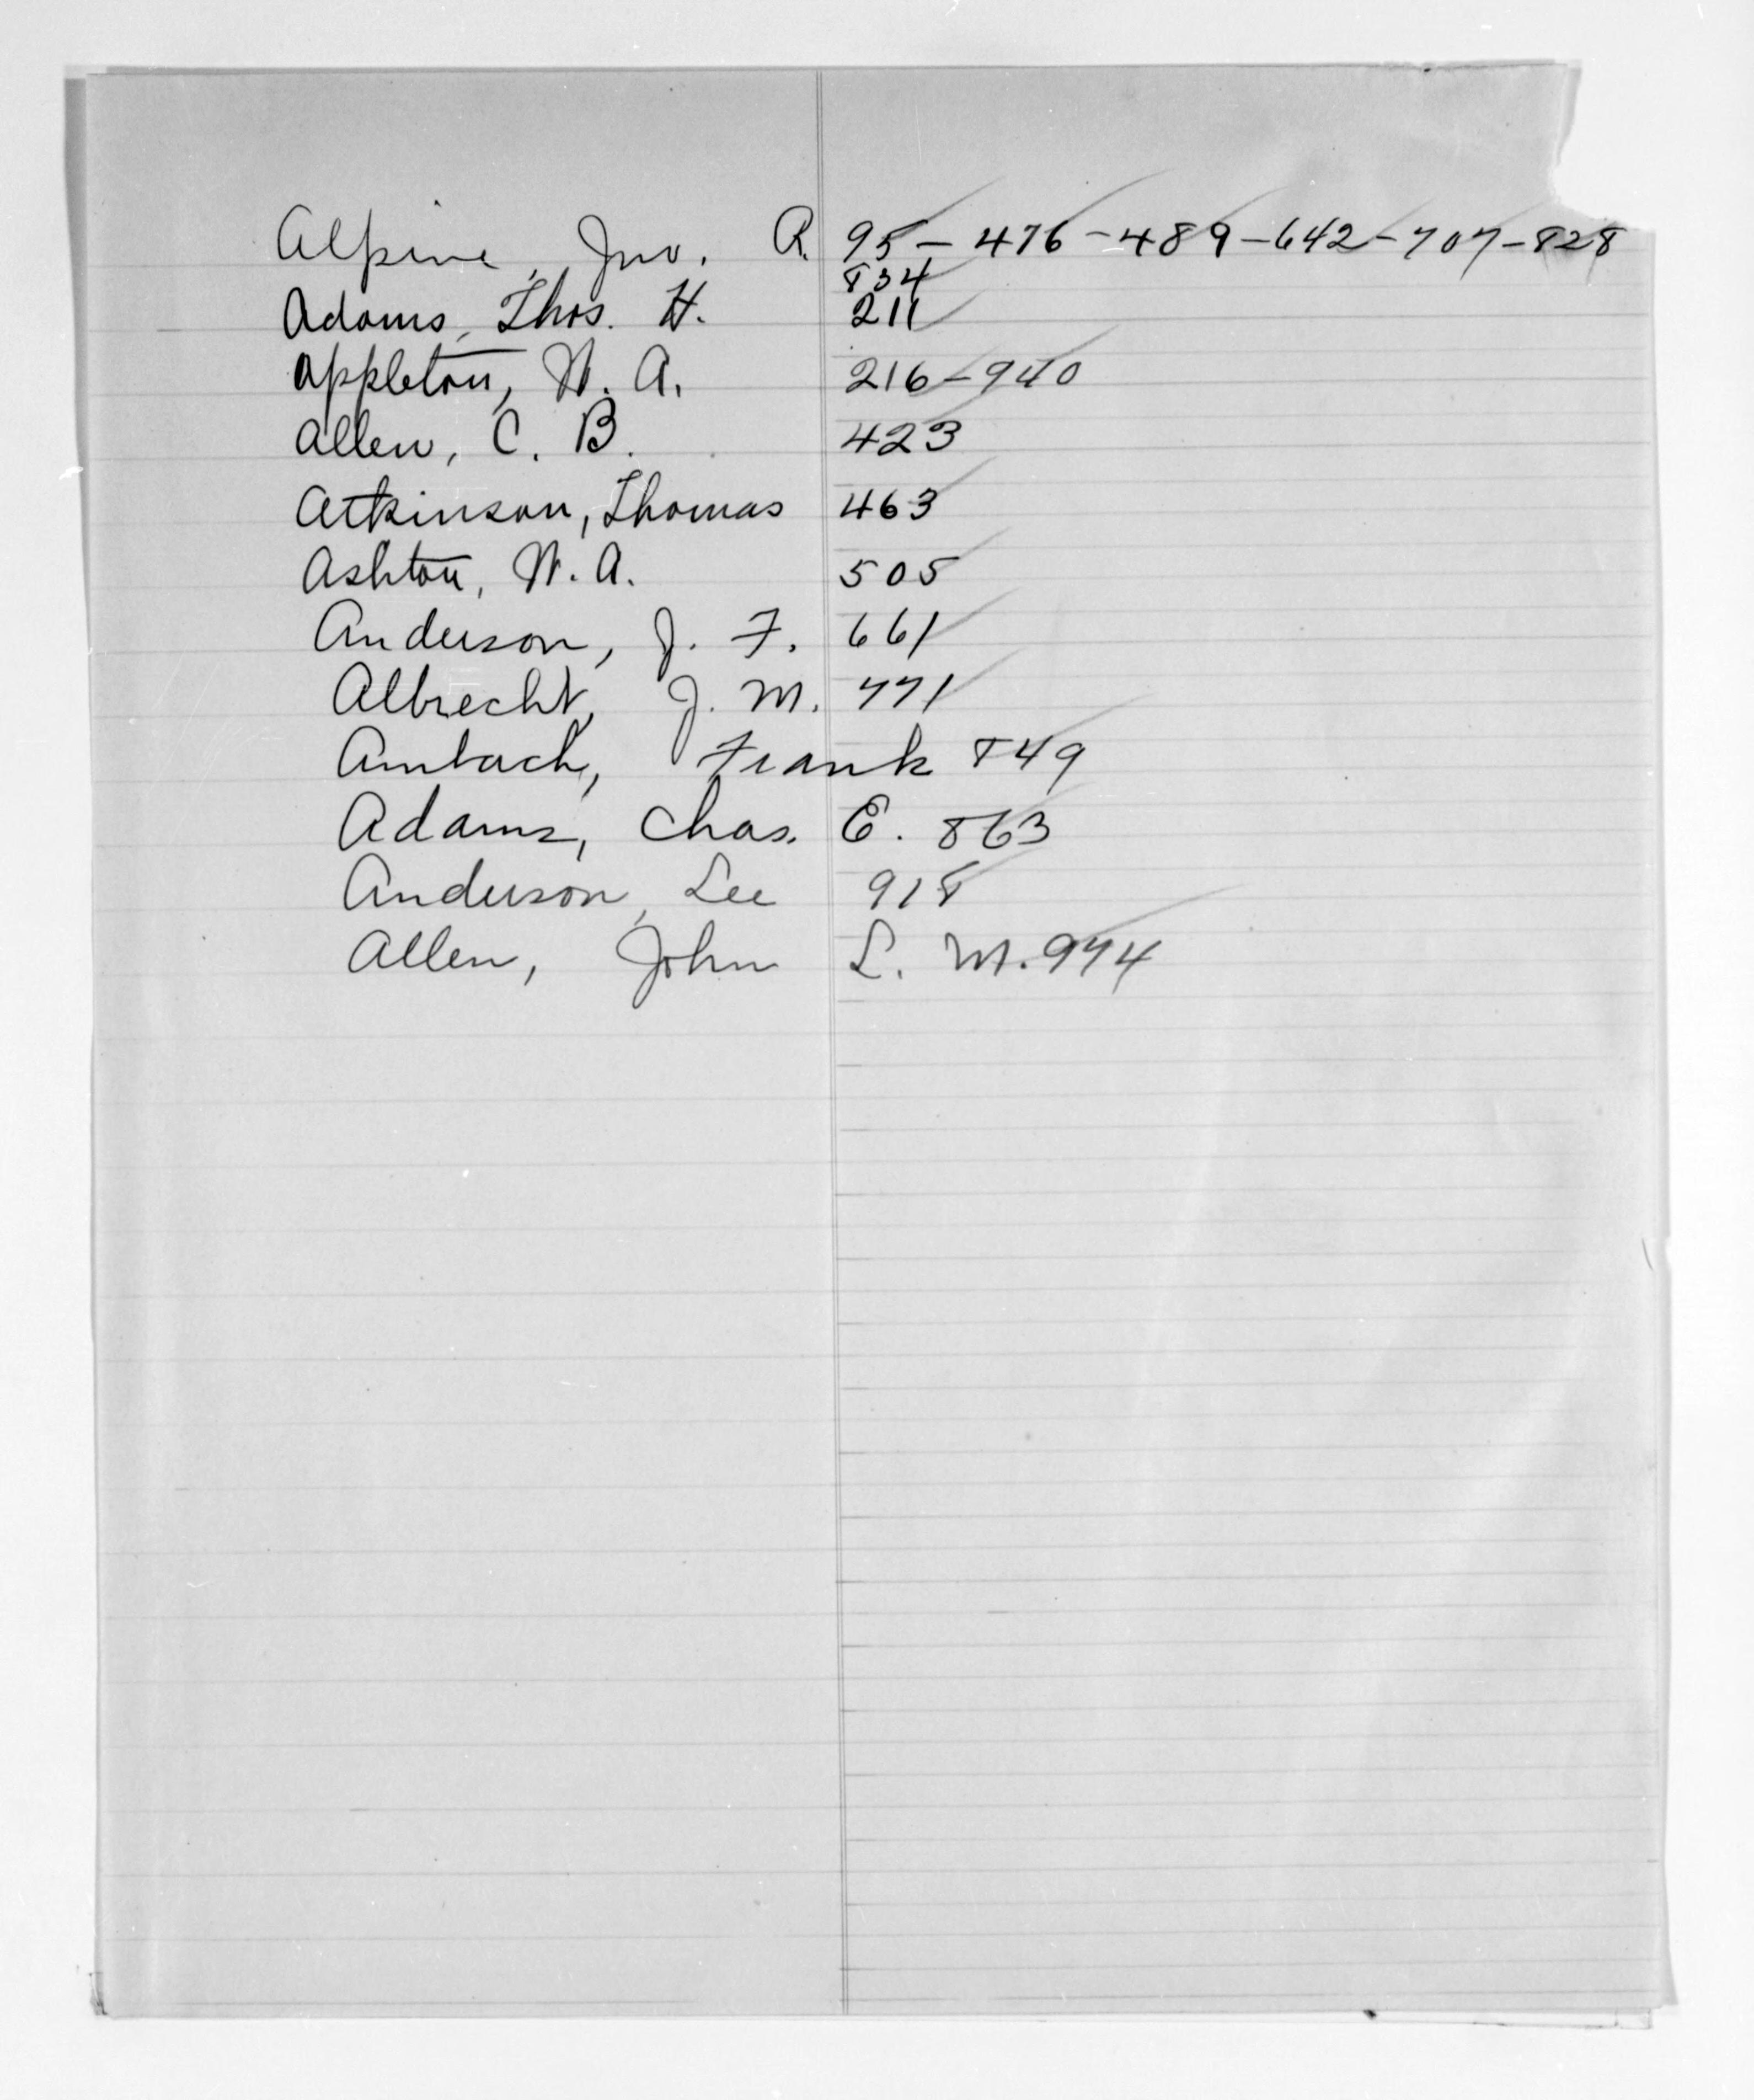 Alpine, Jno. R. 95-476-489-642-707-828
834
Adams, Thos. H. 211
Appleton, W. A. 216-940
Allen, C. B. 423
Atkinson, Thomas 463
Ashton, W. A. 505
Anderson, J. F. 661
Albrecht, J. M. 771
Ambach, Frank 849
Adams, Chas. E. 863
Anderson, Lee 918
Allen, John L. M. 974